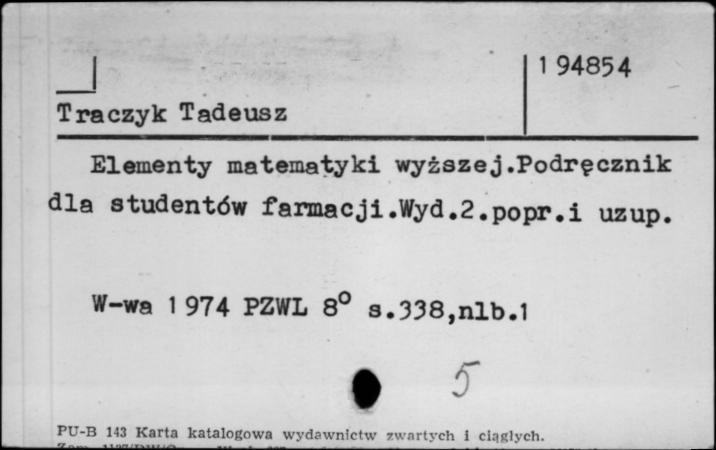 194854
Traczyk Tadeusz
Elementy matematyki wyższej.Podręcznik
dla studentów farmacji.Wyd.2.popr.i uzup.
W-wa 1974 PZWL 8° s.338,nlb.1
5
PU-B 143 Karta katalogowa wydawnictw zwartych i ciąglych.